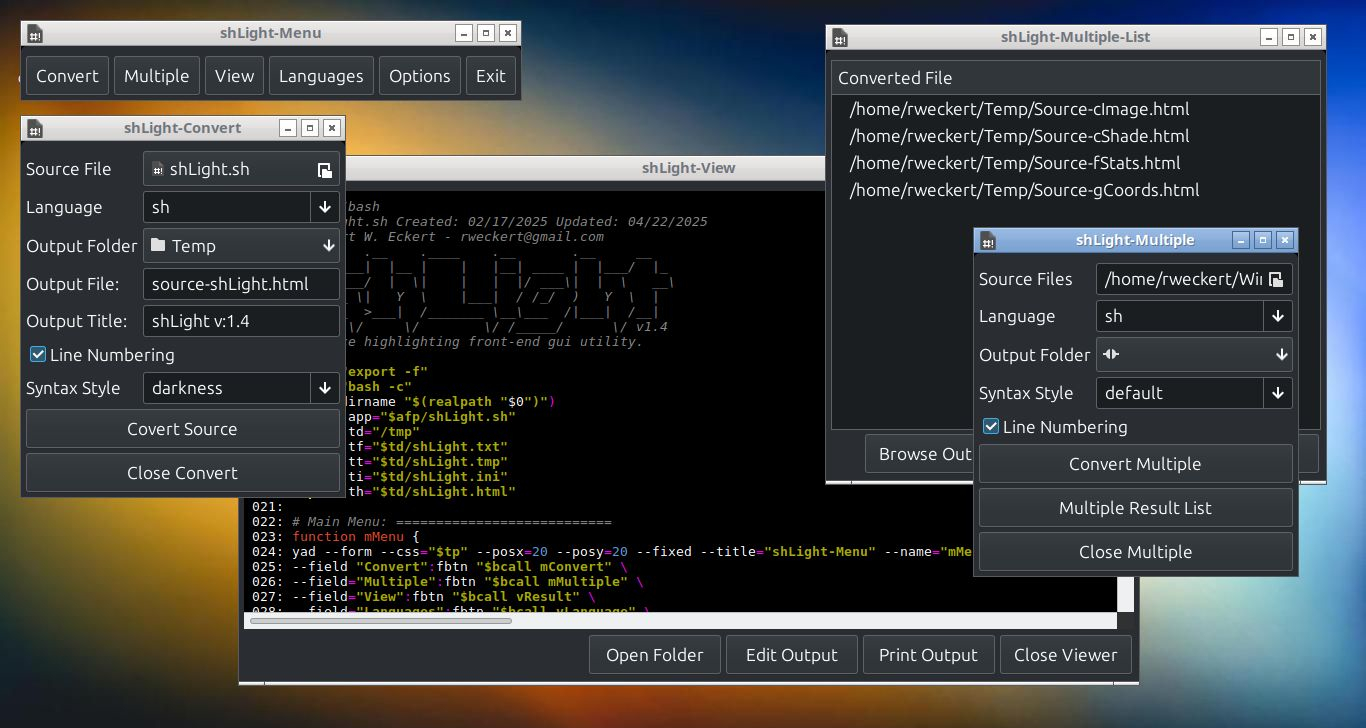 shLight-Menu
Convert
Multiple
View
Languages
Options
Exit
shLight-Convert
Source File
shLight.sh
Language
sh
Output Folder
Temp
Output File:
source-shLight.html
Output Title:
shLight v:1.4
Line Numbering
Syntax Style
darkness
Covert Source
Close Convert
shLight-View
bash
ht.sh Created: 02/17/2025 Updated: 04/22/2025
rt W. Eckert - rweckert@gmail.com
v1.4
e highlighting front-end gui utility.
export -f"
bash -c"
dirname "$(realpath "$0")")
app="$afp/shLight.sh"
td="/tmp"
tf="$td/shLight.txt"
tt="$td/shLight.tmp"
ti="$td/shLight.ini"
th="$td/shLight.html"
021:
022: # Main Menu: ===========================
023: function mMenu {
024: yad --form --css="$tp" --posx=20 --posy=20 --fixed --title="shLight-Menu" --name="mMe
025: --field "Convert":fbtn "$bcall mConvert" \
026: --field="Multiple":fbtn "$bcall mMultiple" \
027: --field="View":fbtn "$bcall vResult" \
028: --field="Languages":fbtn "$bcall vLanguage" \
Open Folder
Edit Output
Print Output
Close Viewer
shLight-Multiple-List
Converted File
/home/rweckert/Temp/Source-cImage.html
/home/rweckert/Temp/Source-cShade.html
/home/rweckert/Temp/Source-fStats.html
/home/rweckert/Temp/Source-gCoords.html
Browse Out
shLight-Multiple
Source Files
/home/rweckert/Wi
Language
sh
Output Folder
Syntax Style
default
Line Numbering
Convert Multiple
Multiple Result List
Close Multiple